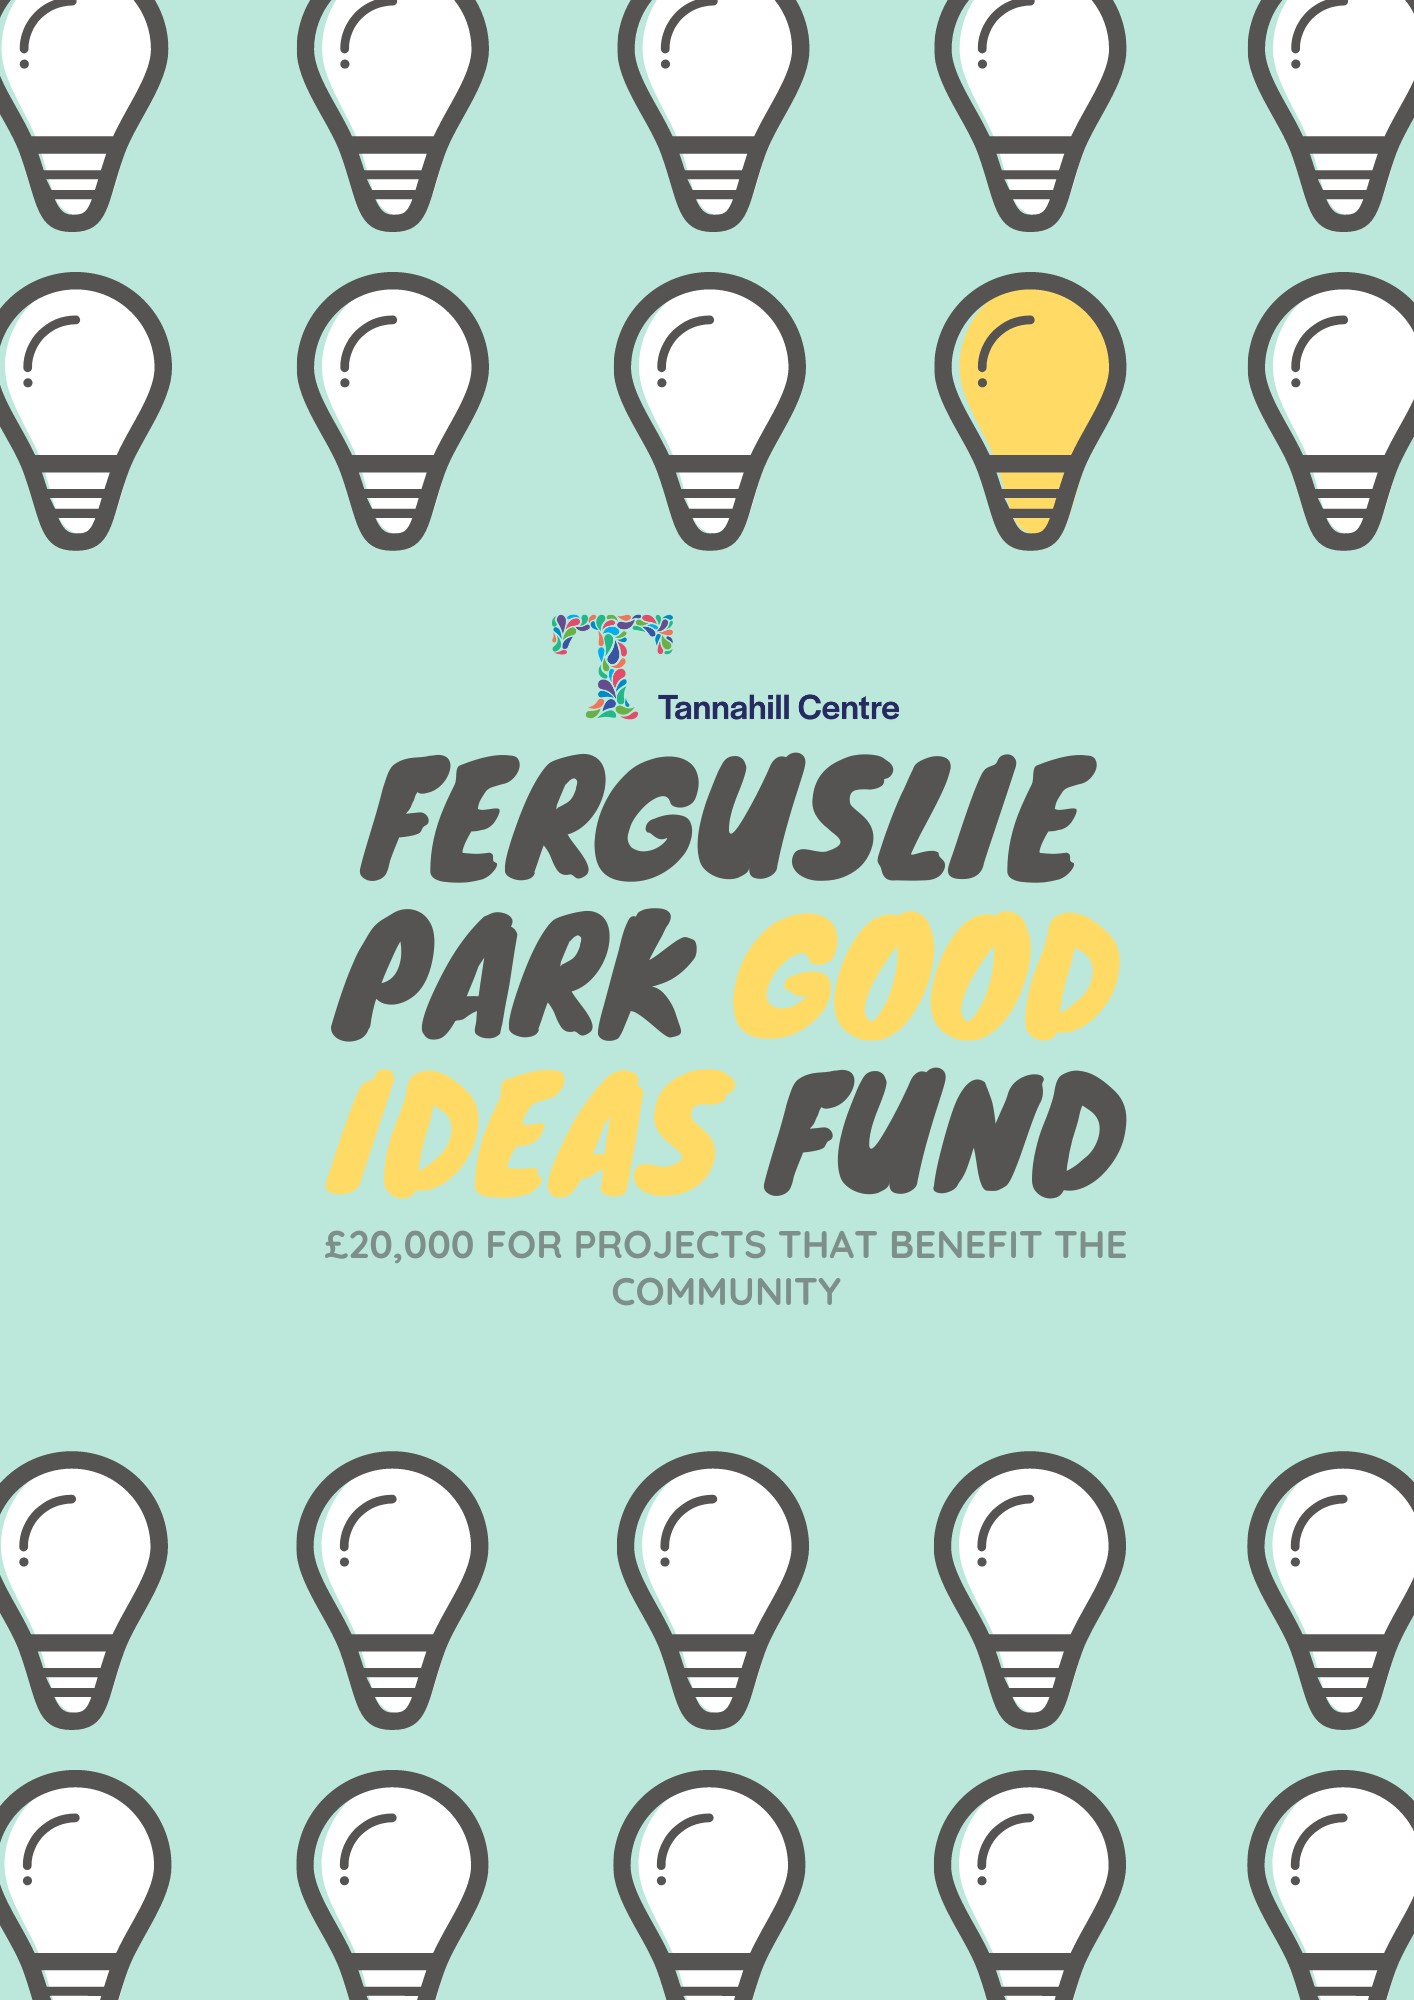 Tannahill Centre
FERGUSLIE
PARK GOOD
IDEAS FUND
£20,000 FOR PROJECTS THAT BENEFIT THE
COMMUNITY